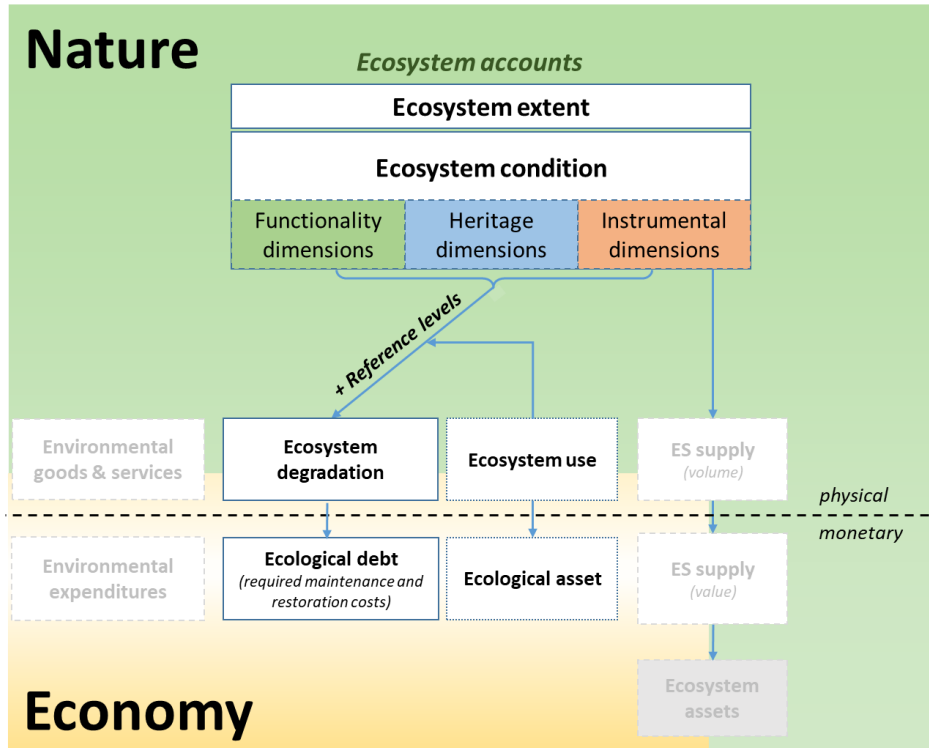 Nature
Ecosystem accounts
Ecosystem extent
Ecosystem condition
Functionality
dimensions
Heritage
dimensions
Instrumental
dimensions
+ Reference levels
Environmental
goods & services
Ecosystem
degradation
Ecosystem use
ES supply
(volume)
physical
monetary
Environmental
expenditures
Ecological debt
(required maintenance and
restoration costs)
Ecological asset
ES supply
(value)
Ecosystem
assets
Economy